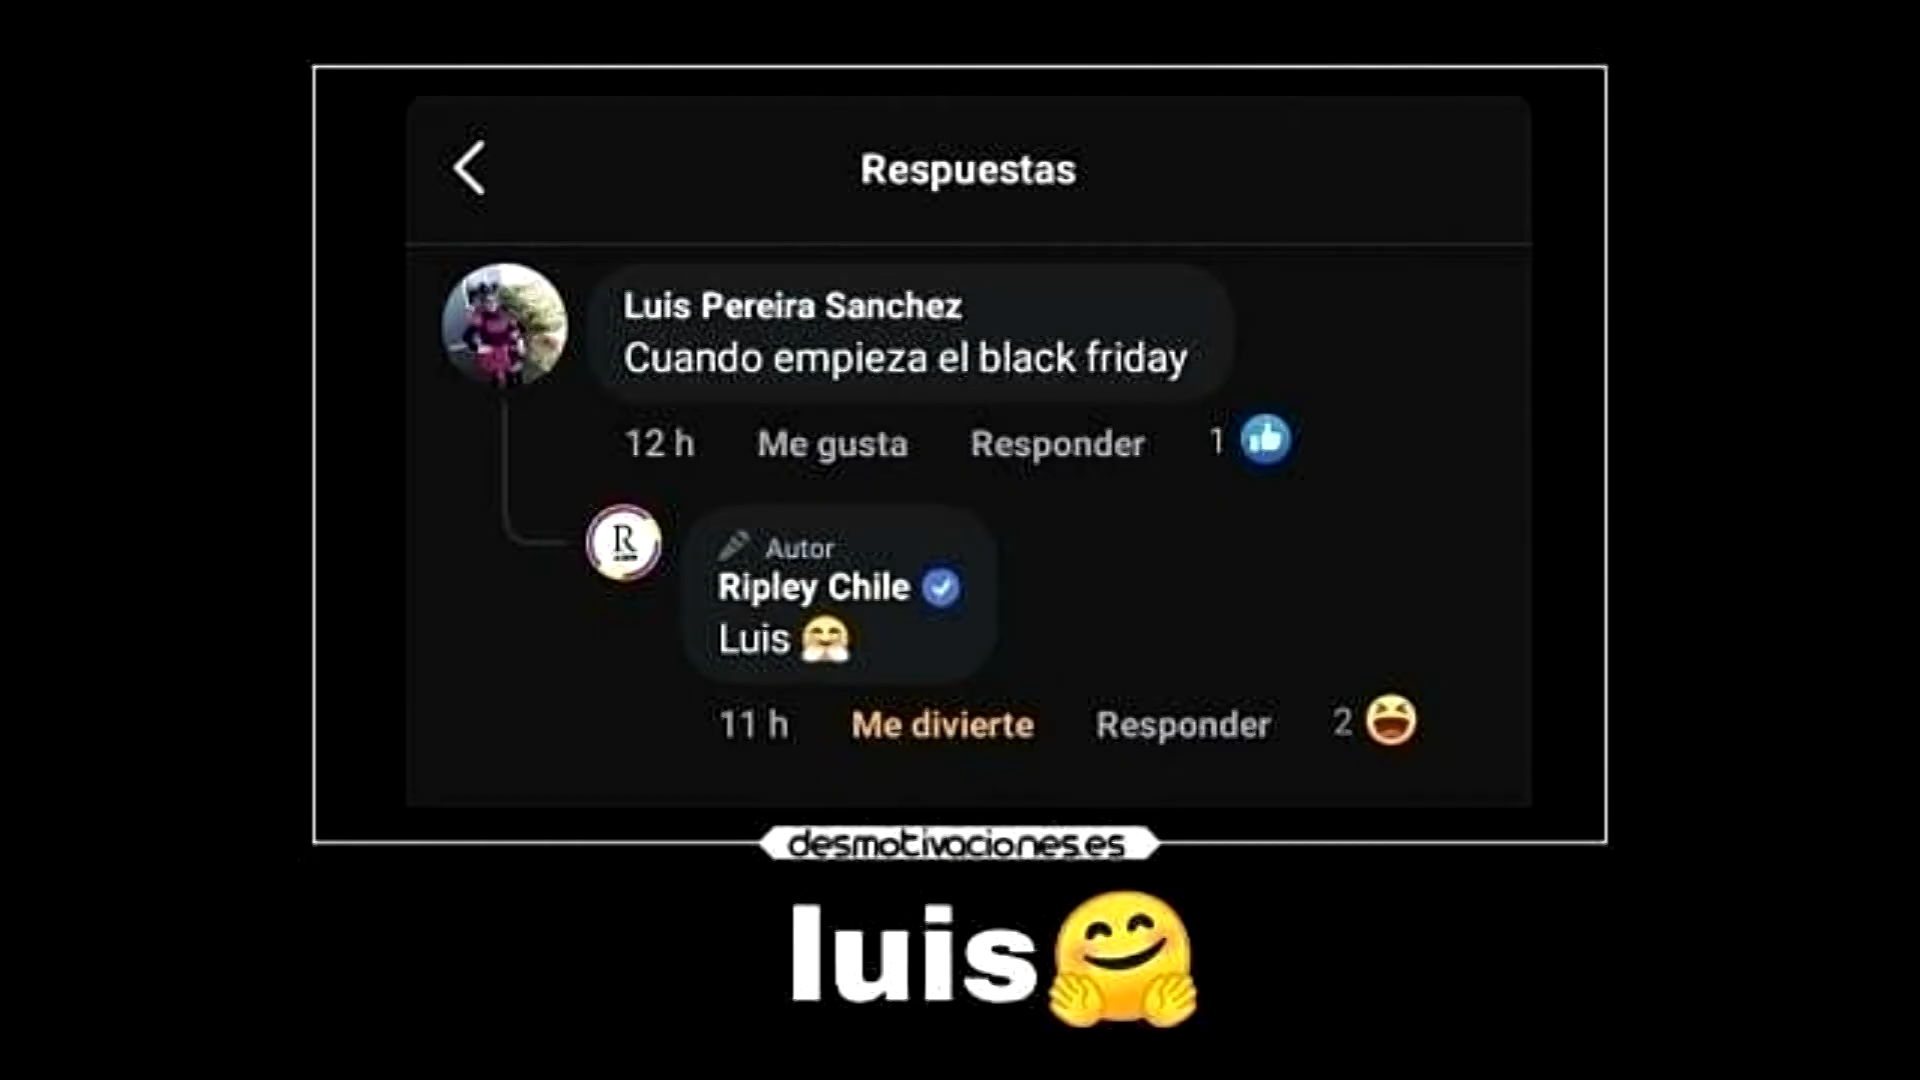 Respuestas
Luis Pereira Sanchez
Cuando empieza el black friday
12 h Me gusta Responder 1
R
Autor
Ripley Chile
Luis 🤗
11 h Me divierte Responder 2 😆
desmotivaciones.es
luis🤗